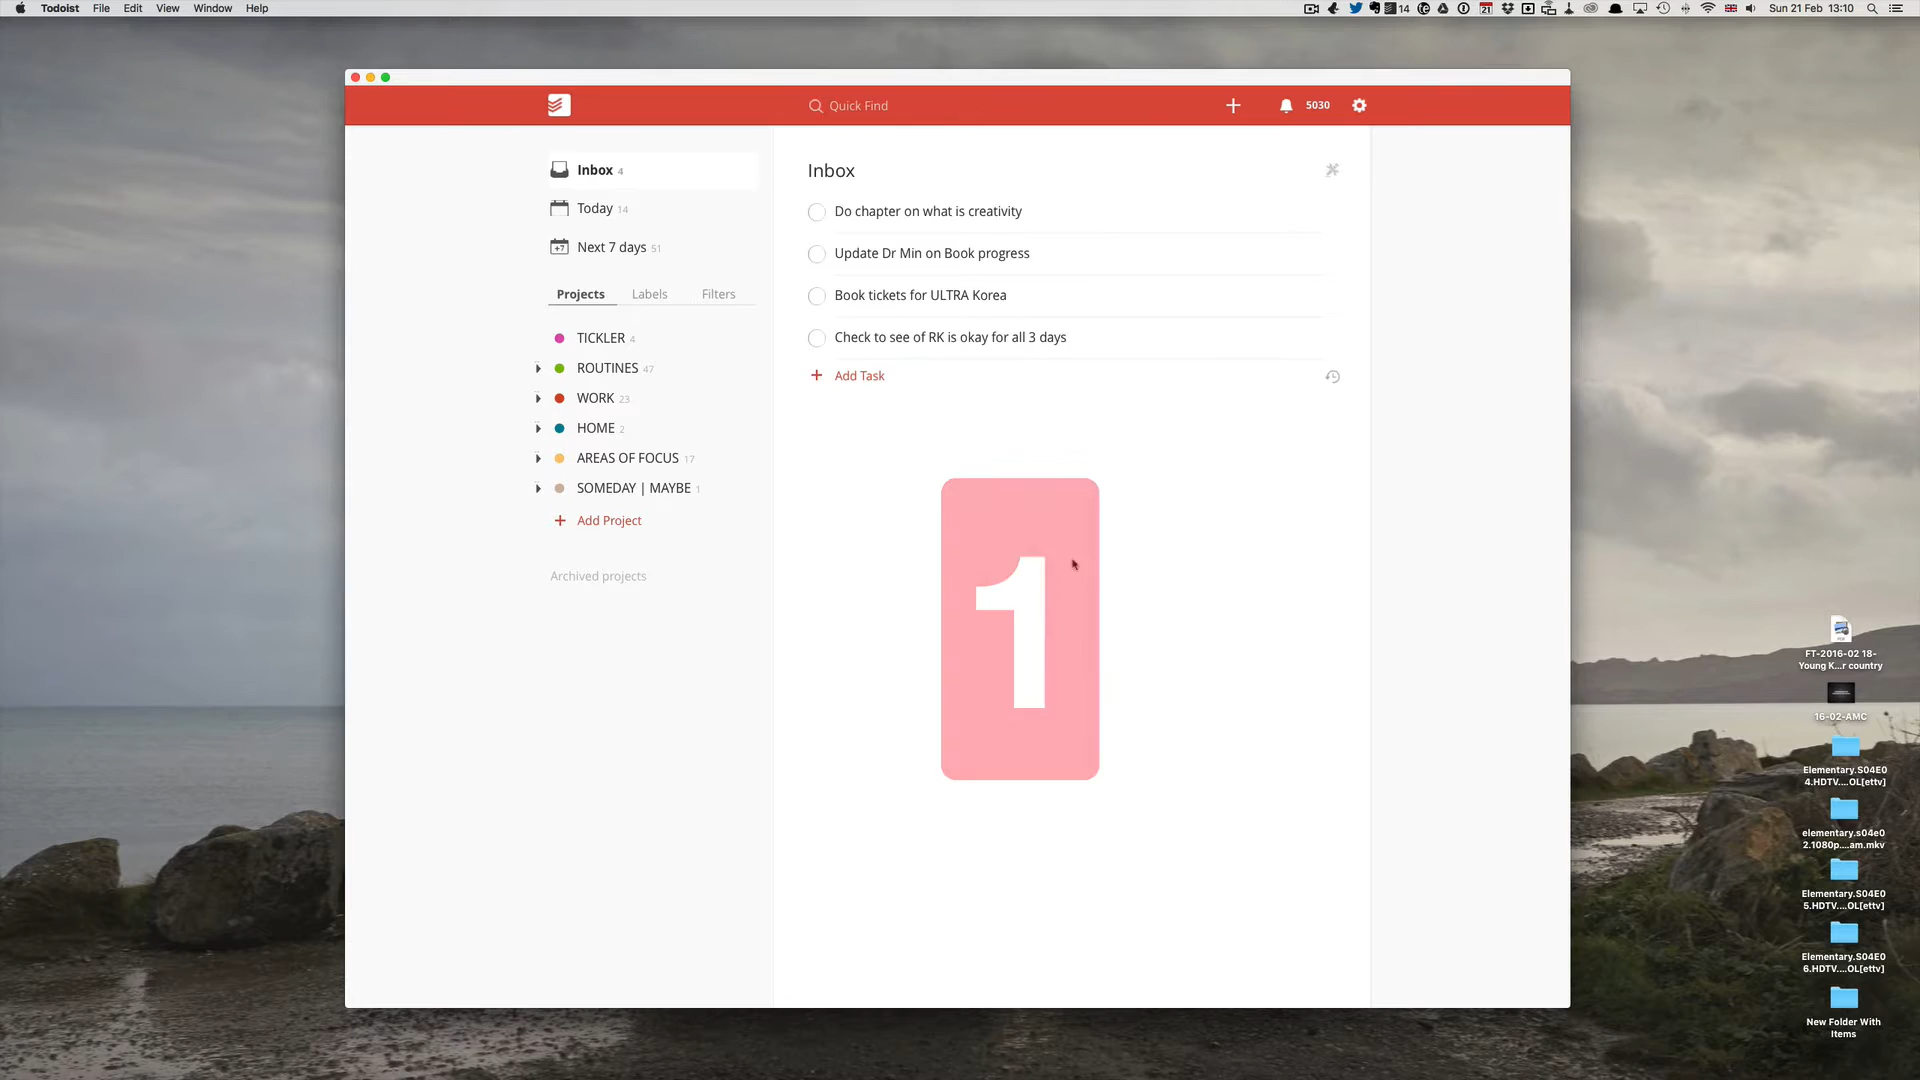 Todoist File Edit View Window Help
14
21
Sun 21 Feb 13:10
Quick Find
5030
Inbox 4
Today 14
+7 Next 7 days 51
Projects Labels Filters
TICKLER 4
ROUTINES 47
WORK 23
HOME 2
AREAS OF FOCUS 17
SOMEDAY | MAYBE 1
+ Add Project
Archived projects
Inbox
Do chapter on what is creativity
Update Dr Min on Book progress
Book tickets for ULTRA Korea
Check to see of RK is okay for all 3 days
+ Add Task
1
FT-2016-02 18-
Young K...r country
16-02-AMC
Elementary.S04E0
4.HDTV....OL[ettv]
elementary.s04e0
2.1080p....am.mkv
Elementary.S04E0
5.HDTV....OL[ettv]
Elementary.S04E0
6.HDTV....OL[ettv]
New Folder With
Items